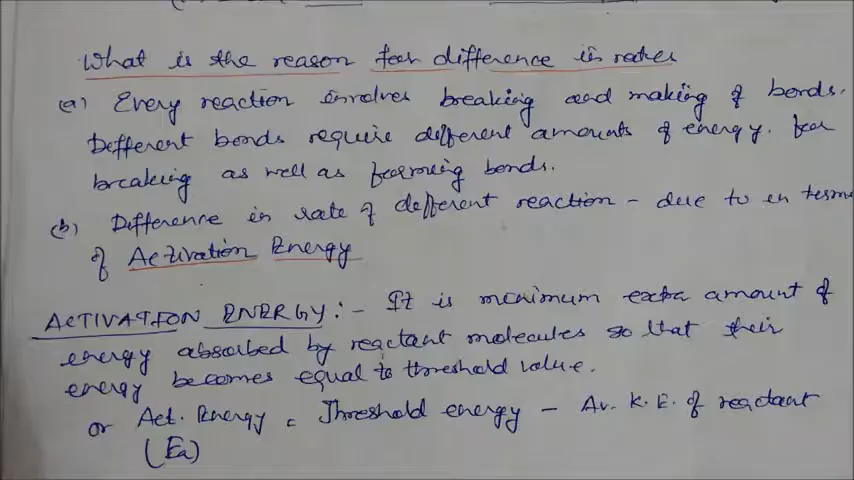 What is the reason for difference in rates
(a) Every reaction involves breaking and making of bonds.
Different bonds require different amounts of energy. for
breaking as well as forming bonds.
(b) Difference in rate of different reaction - due to in terms
of Activation Energy
ACTIVATION ENERGY:- It is minimum extra amount of
energy absorbed by reactant molecules so that their
energy becomes equal to threshold value.
or Act. Energy = Threshold energy - Av. K. E. of reactant
(Ea)